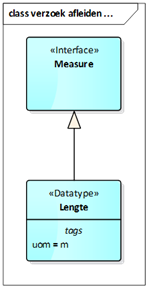 class verzoek afleiden ...
«Interface»
Measure
«Datatype»
Lengte
tags
uom = m